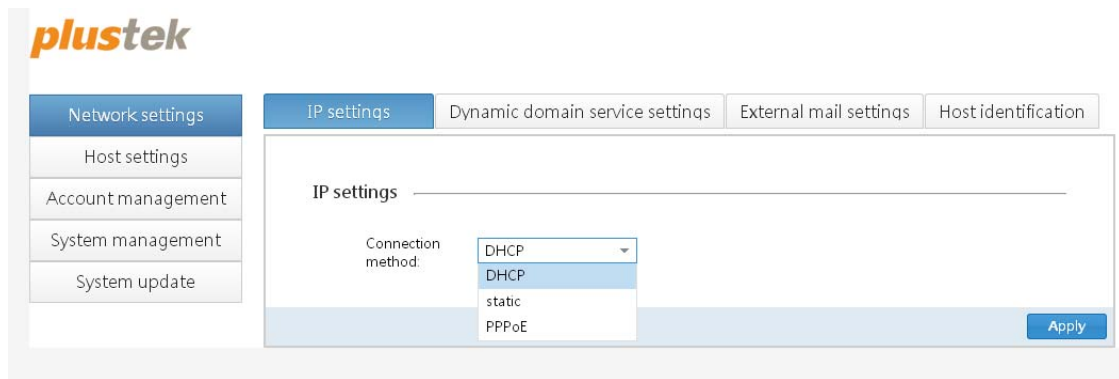 plustek
Network settings
Host settings
Account management
System management
System update
IP settings
Dynamic domain service settings
External mail settings
Host identification
IP settings
Connection
method:
DHCP
DHCP
static
PPPoE
Apply